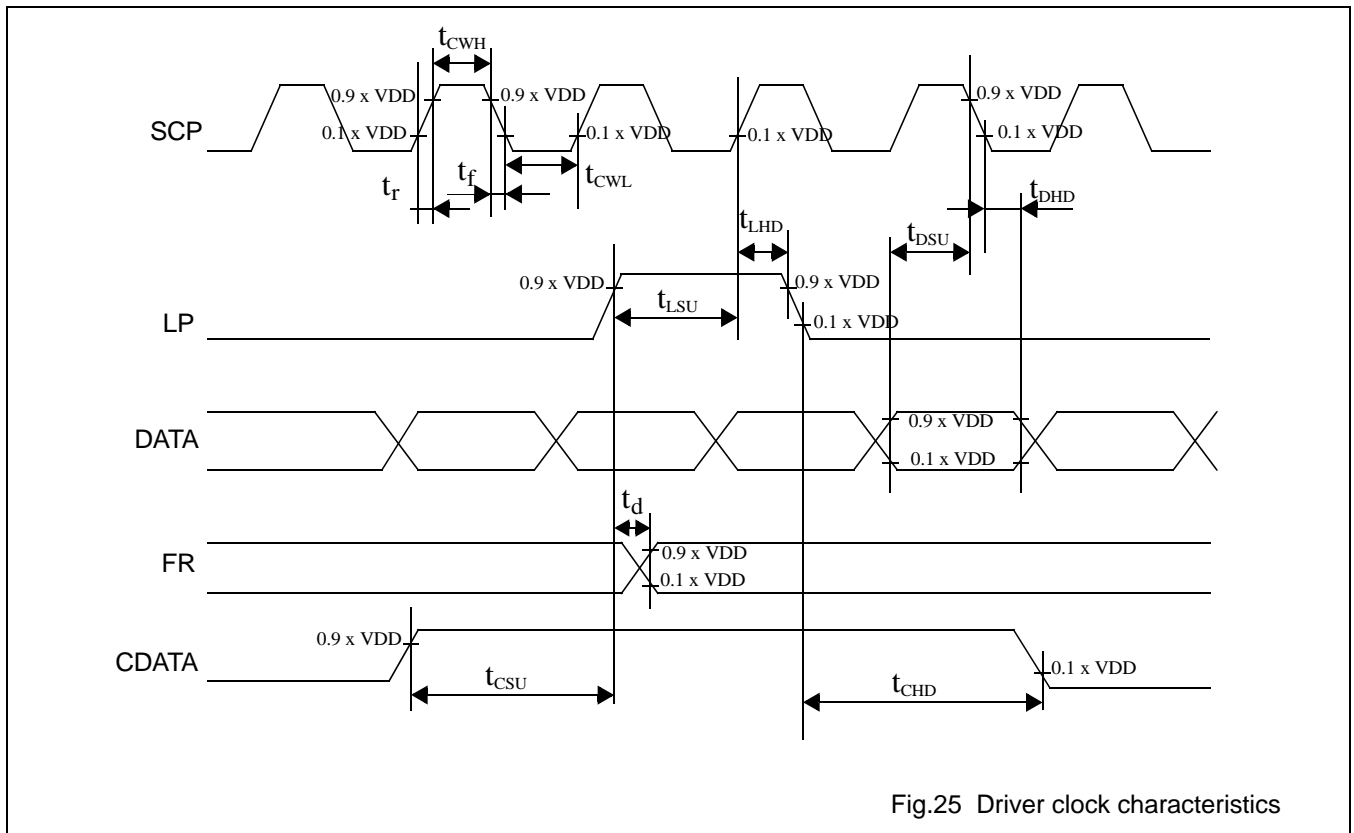 tCWH
0.9 x VDD
0.9 x VDD
SCP
0.1 x VDD
0.1 x VDD
0.1 x VDD
0.9 x VDD
0.1 x VDD
tr
tf
tCWL
tDHD
tLHD
tDSU
0.9 x VDD
0.9 x VDD
tLSU
LP
0.1 x VDD
DATA
0.9 x VDD
0.1 x VDD
td
FR
0.9 x VDD
0.1 x VDD
0.9 x VDD
CDATA
0.1 x VDD
tCSU
tCHD
Fig.25 Driver clock characteristics